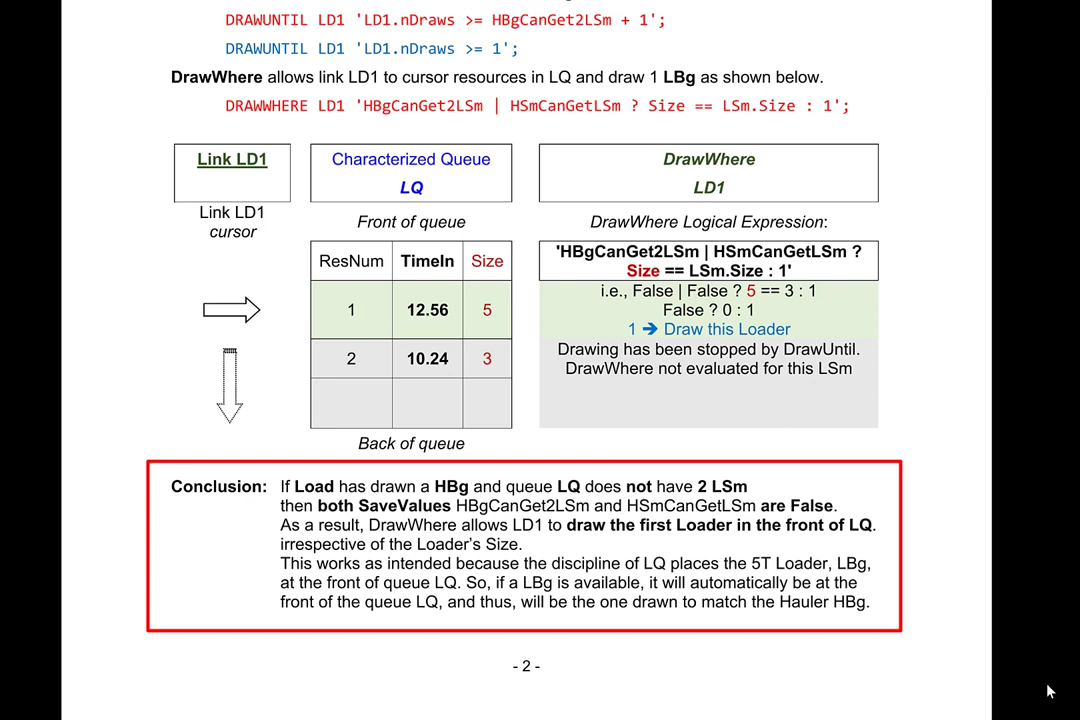 DRAWUNTIL LD1 'LD1.nDraws >= HBgCanGet2LSm + 1';
DRAWUNTIL LD1 'LD1.nDraws >= 1';
DrawWhere allows link LD1 to cursor resources in LQ and draw 1 LBg as shown below.
DRAWWHERE LD1 'HBgCanGet2LSm | HSmCanGetLSm ? Size == LSm.Size : 1';
Link LD1
Characterized Queue
LQ
DrawWhere
LD1
Link LD1
cursor
Front of queue
DrawWhere Logical Expression:
ResNum TimeIn Size
'HBgCanGet2LSm | HSmCanGetLSm ?
Size == LSm.Size : 1'
1 12.56 5
i.e., False | False ? 5 == 3 : 1
False ? 0 : 1
1 ➔ Draw this Loader
2 10.24 3
Drawing has been stopped by DrawUntil.
DrawWhere not evaluated for this LSm
Back of queue
Conclusion: If Load has drawn a HBg and queue LQ does not have 2 LSm
then both SaveValues HBgCanGet2LSm and HSmCanGetLSm are False.
As a result, DrawWhere allows LD1 to draw the first Loader in the front of LQ.
irrespective of the Loader's Size.
This works as intended because the discipline of LQ places the 5T Loader, LBg,
at the front of queue LQ. So, if a LBg is available, it will automatically be at the
front of the queue LQ, and thus, will be the one drawn to match the Hauler HBg.
- 2 -